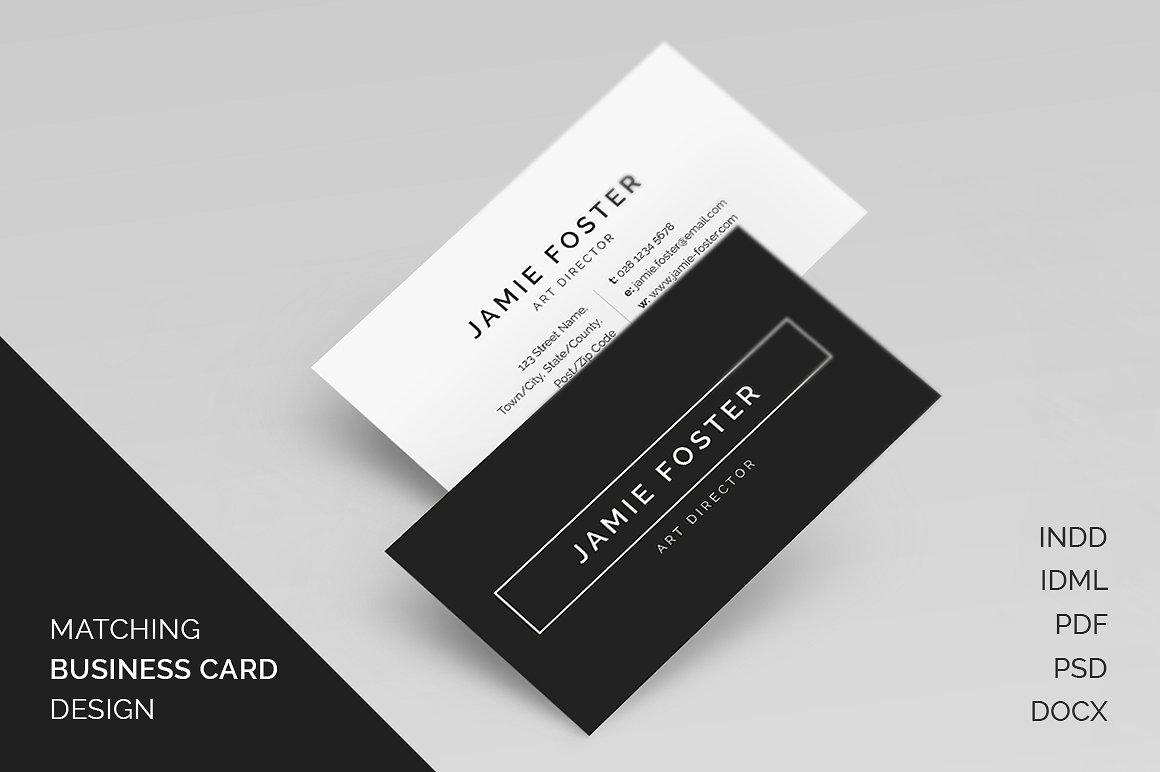 JAMIE FOSTER
ART DIRECTOR
123 Street Name,
Town/City, State/County,
Post/Zip Code
t: 028 1234 5678
e: jamie.foster@email.com
w: www.jamie-foster.com
JAMIE FOSTER
ART DIRECTOR
MATCHING
BUSINESS CARD
DESIGN
INDD
IDML
PDF
PSD
DOCX